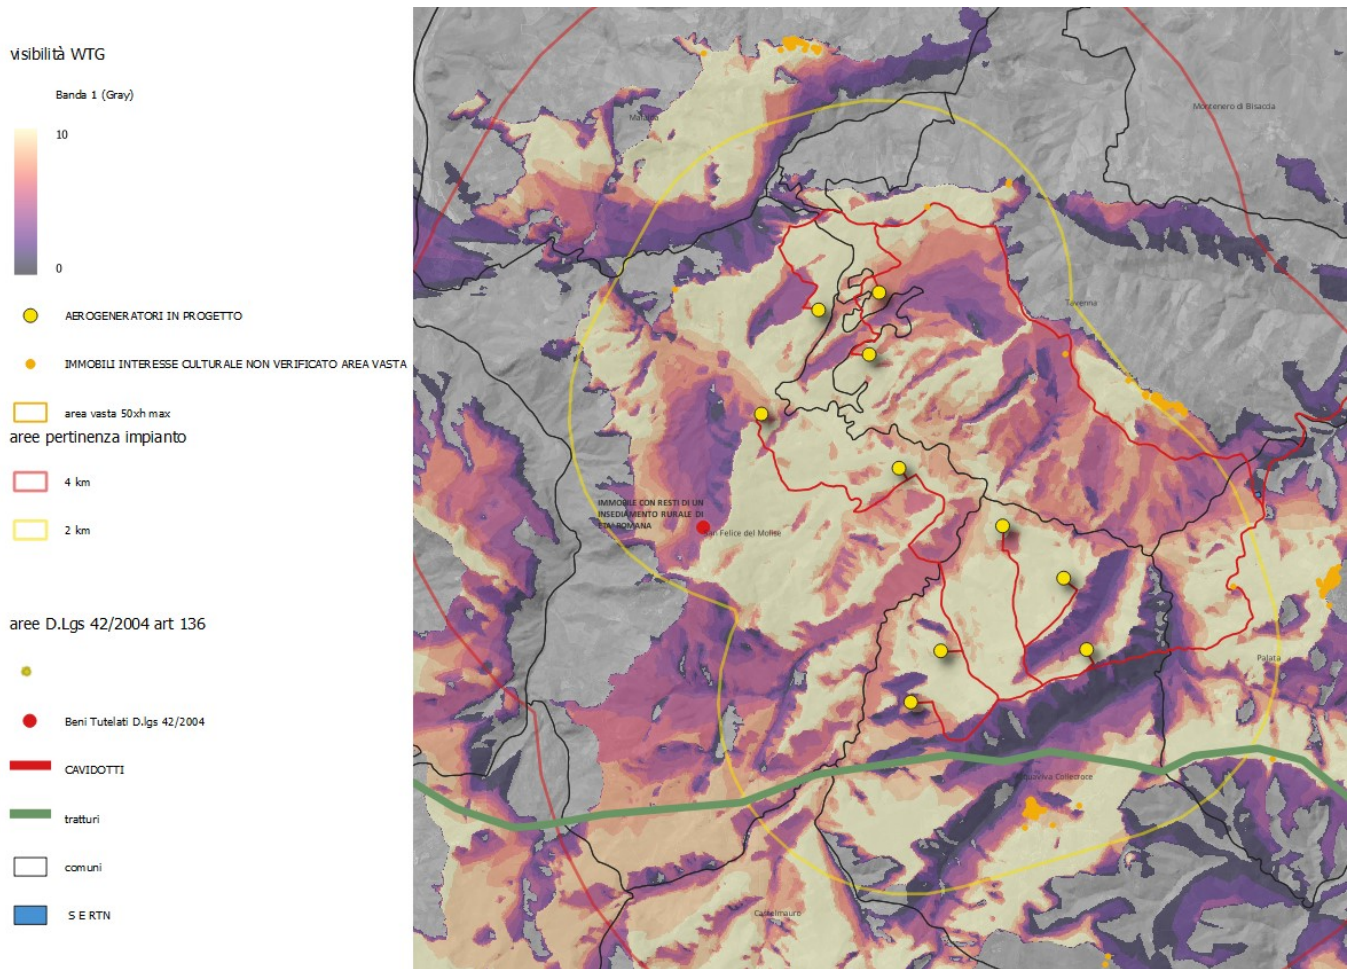 visibilità WTG
Banda 1 (Gray)
10
0
AEROGENERATORI IN PROGETTO
IMMOBILI INTERESSE CULTURALE NON VERIFICATO AREA VASTA
area vasta 50xh max
aree pertinenza impianto
4 km
2 km
aree D.Lgs 42/2004 art 136
Beni Tutelati D.lgs 42/2004
CAVIDOTTI
tratturi
comuni
S E RTN
Mafalda
Montenero di Bisaccia
Tavenna
IMMOBILE CON RESTI DI UN
INSEDIAMENTO RURALE DI
ETA' ROMANA
San Felice del Molise
Palata
Acquaviva Collecroce
Castelmauro